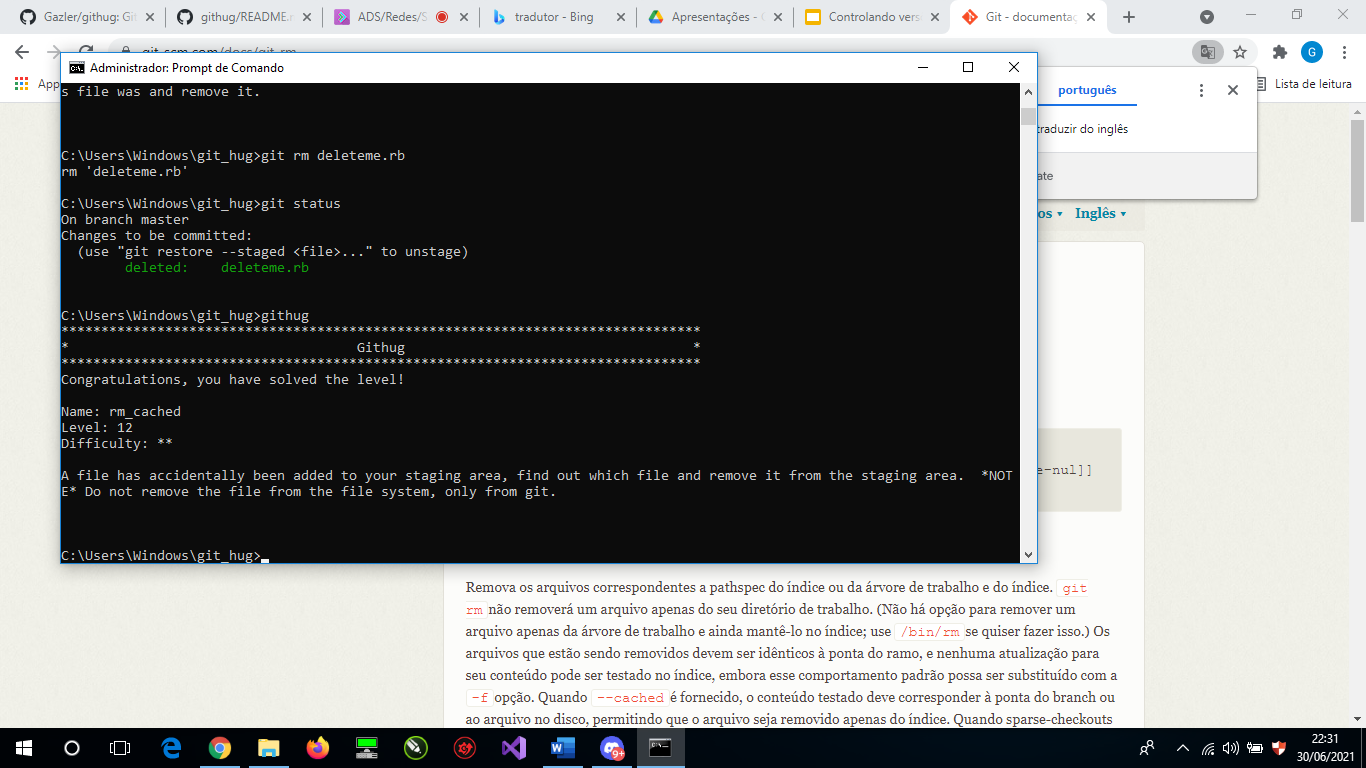 Gazler/githug: Git
githug/README.r
ADS/Redes/S
tradutor - Bing
Apresentações - G
Controlando vers
Git - documentaç
git-scm.com/docs/git-rm
G
App
Lista de leitura
Administrador: Prompt de Comando
português
traduzir do inglês
ate
os
Inglês
s file was and remove it.
C:\Users\Windows\git_hug>git rm deleteme.rb
rm 'deleteme.rb'
C:\Users\Windows\git_hug>git status
On branch master
Changes to be committed:
(use "git restore --staged <file>..." to unstage)
deleted: deleteme.rb
C:\Users\Windows\git_hug>githug
********************************************************************************
* Githug *
********************************************************************************
Congratulations, you have solved the level!
Name: rm_cached
Level: 12
Difficulty: **
A file has accidentally been added to your staging area, find out which file and remove it from the staging area. *NOT
E* Do not remove the file from the file system, only from git.
C:\Users\Windows\git_hug>
e-nul]]
Remova os arquivos correspondentes a pathspec do índice ou da árvore de trabalho e do índice. git
rm não removerá um arquivo apenas do seu diretório de trabalho. (Não há opção para remover um
arquivo apenas da árvore de trabalho e ainda mantê-lo no índice; use /bin/rm se quiser fazer isso.) Os
arquivos que estão sendo removidos devem ser idênticos à ponta do ramo, e nenhuma atualização para
seu conteúdo pode ser testado no índice, embora esse comportamento padrão possa ser substituído com a
-f opção. Quando --cached é fornecido, o conteúdo testado deve corresponder à ponta do branch ou
ao arquivo no disco, permitindo que o arquivo seja removido apenas do índice. Quando sparse-checkouts
9+
22:31
30/06/2021